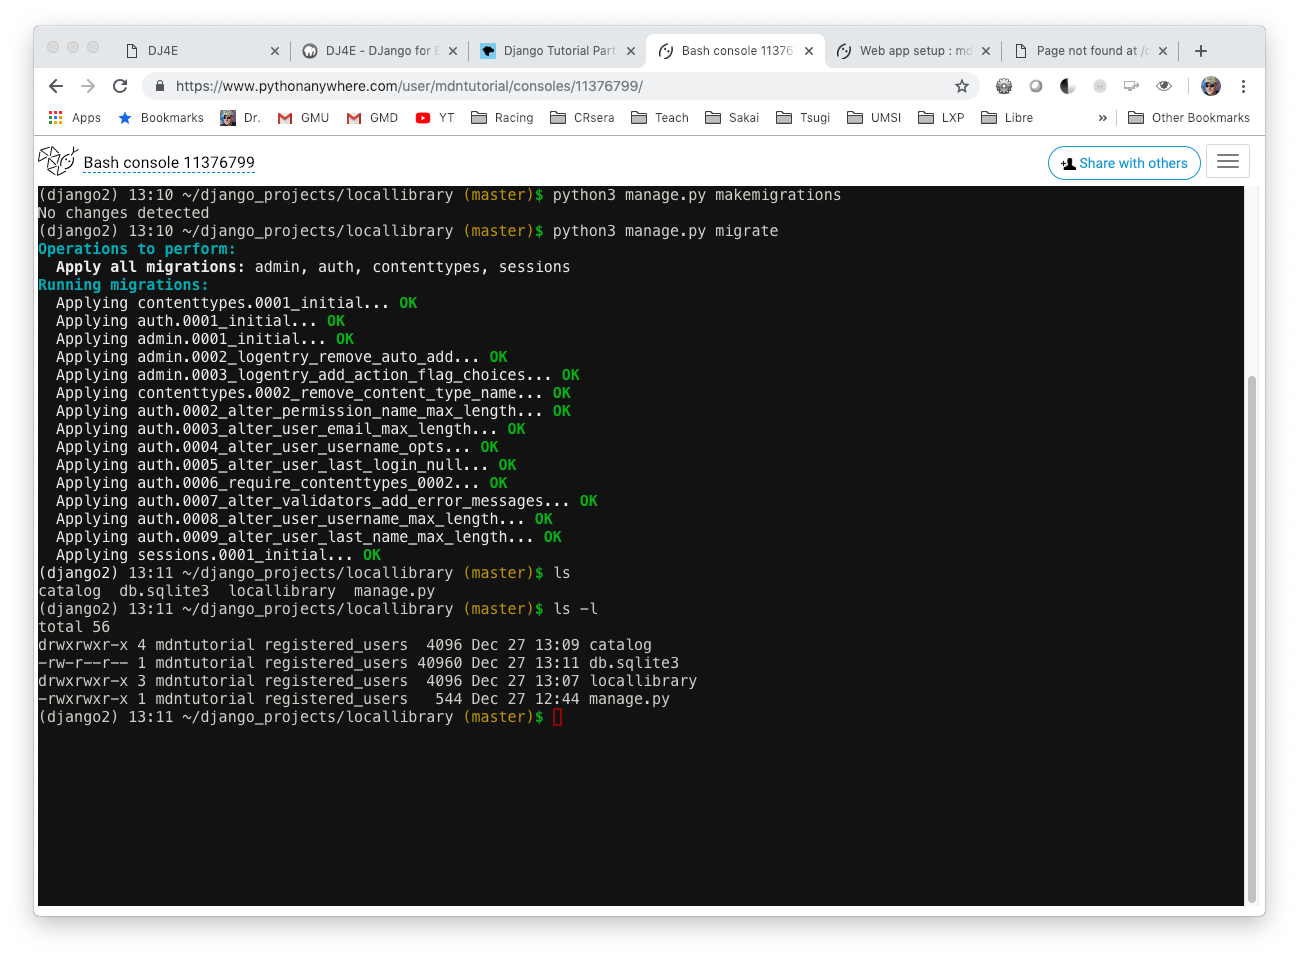 DJ4E
DJ4E - DJango for E
Django Tutorial Part
Bash console 11376
Web app setup : md
Page not found at /c
https://www.pythonanywhere.com/user/mdntutorial/consoles/11376799/
Apps Bookmarks Dr. GMU GMD YT Racing CRsera Teach Sakai Tsugi UMSI LXP Libre » Other Bookmarks
Bash console 11376799
Share with others
(django2) 13:10 ~/django_projects/locallibrary (master)$ python3 manage.py makemigrations
No changes detected
(django2) 13:10 ~/django_projects/locallibrary (master)$ python3 manage.py migrate
Operations to perform:
  Apply all migrations: admin, auth, contenttypes, sessions
Running migrations:
  Applying contenttypes.0001_initial... OK
  Applying auth.0001_initial... OK
  Applying admin.0001_initial... OK
  Applying admin.0002_logentry_remove_auto_add... OK
  Applying admin.0003_logentry_add_action_flag_choices... OK
  Applying contenttypes.0002_remove_content_type_name... OK
  Applying auth.0002_alter_permission_name_max_length... OK
  Applying auth.0003_alter_user_email_max_length... OK
  Applying auth.0004_alter_user_username_opts... OK
  Applying auth.0005_alter_user_last_login_null... OK
  Applying auth.0006_require_contenttypes_0002... OK
  Applying auth.0007_alter_validators_add_error_messages... OK
  Applying auth.0008_alter_user_username_max_length... OK
  Applying auth.0009_alter_user_last_name_max_length... OK
  Applying sessions.0001_initial... OK
(django2) 13:11 ~/django_projects/locallibrary (master)$ ls
catalog  db.sqlite3  locallibrary  manage.py
(django2) 13:11 ~/django_projects/locallibrary (master)$ ls -l
total 56
drwxrwxr-x 4 mdntutorial registered_users  4096 Dec 27 13:09 catalog
-rw-r--r-- 1 mdntutorial registered_users 40960 Dec 27 13:11 db.sqlite3
drwxrwxr-x 3 mdntutorial registered_users  4096 Dec 27 13:07 locallibrary
-rwxrwxr-x 1 mdntutorial registered_users   544 Dec 27 12:44 manage.py
(django2) 13:11 ~/django_projects/locallibrary (master)$